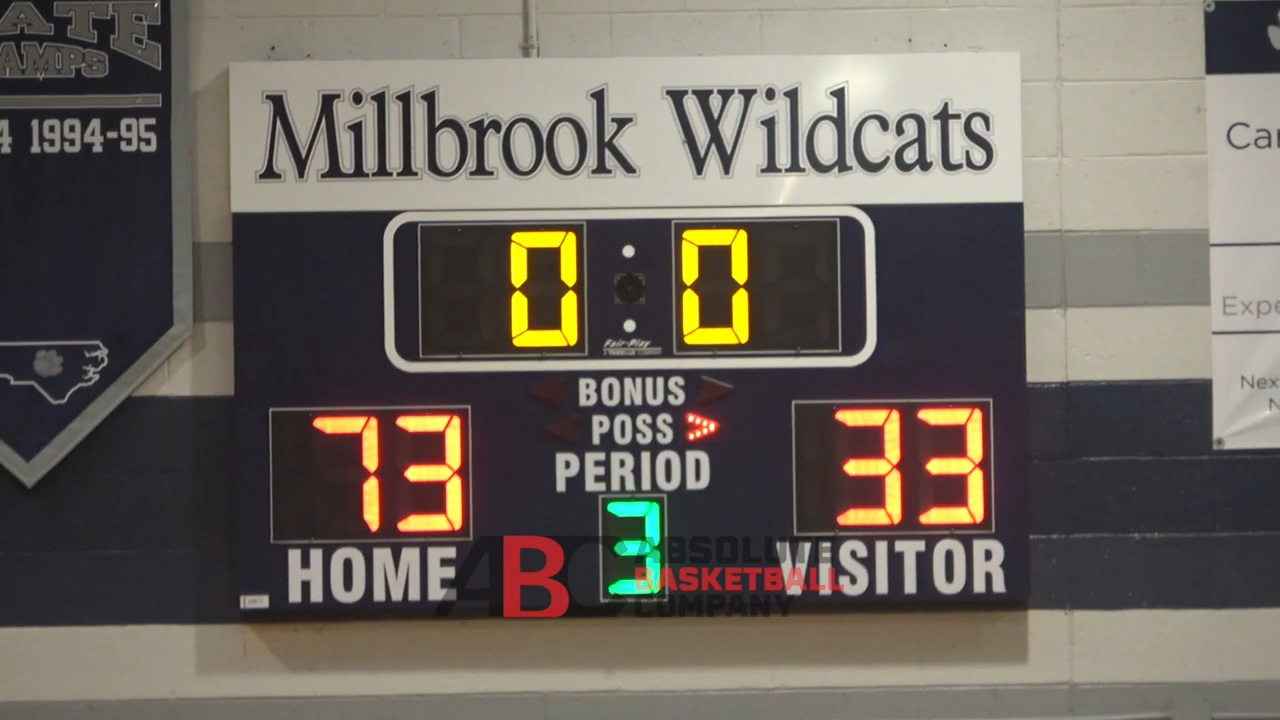 ATE
AMPS
4 1994-95
Millbrook Wildcats
0 : 0
Fair-Play
BONUS
POSS
PERIOD
73 3 33
HOME VISITOR
ABC ABSOLUTE
BASKETBALL
COMPANY
Car
Expe
Nex
N